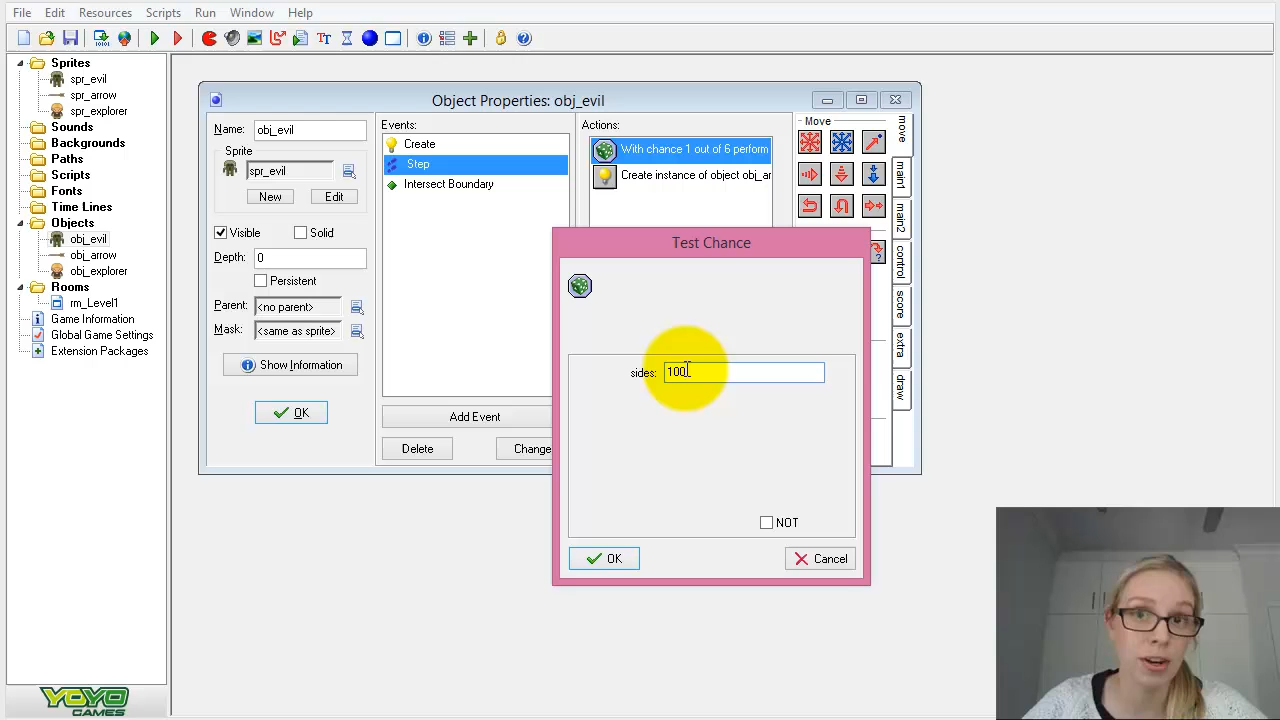 File Edit Resources Scripts Run Window Help
Sprites
spr_evil
spr_arrow
spr_explorer
Sounds
Backgrounds
Paths
Scripts
Fonts
Time Lines
Objects
obj_evil
obj_arrow
obj_explorer
Rooms
rm_Level1
Game Information
Global Game Settings
Extension Packages
YOYO
GAMES
Object Properties: obj_evil
Name: obj_evil
Sprite
spr_evil
New Edit
Visible Solid
Depth: 0
Persistent
Parent: <no parent>
Mask: <same as sprite>
Show Information
OK
Events:
Create
Step
Intersect Boundary
Add Event
Delete Change
Actions:
With chance 1 out of 6 perform
Create instance of object obj_ar
Move
move
main1
main2
control
score
extra
draw
Test Chance
sides: 100
NOT
OK Cancel